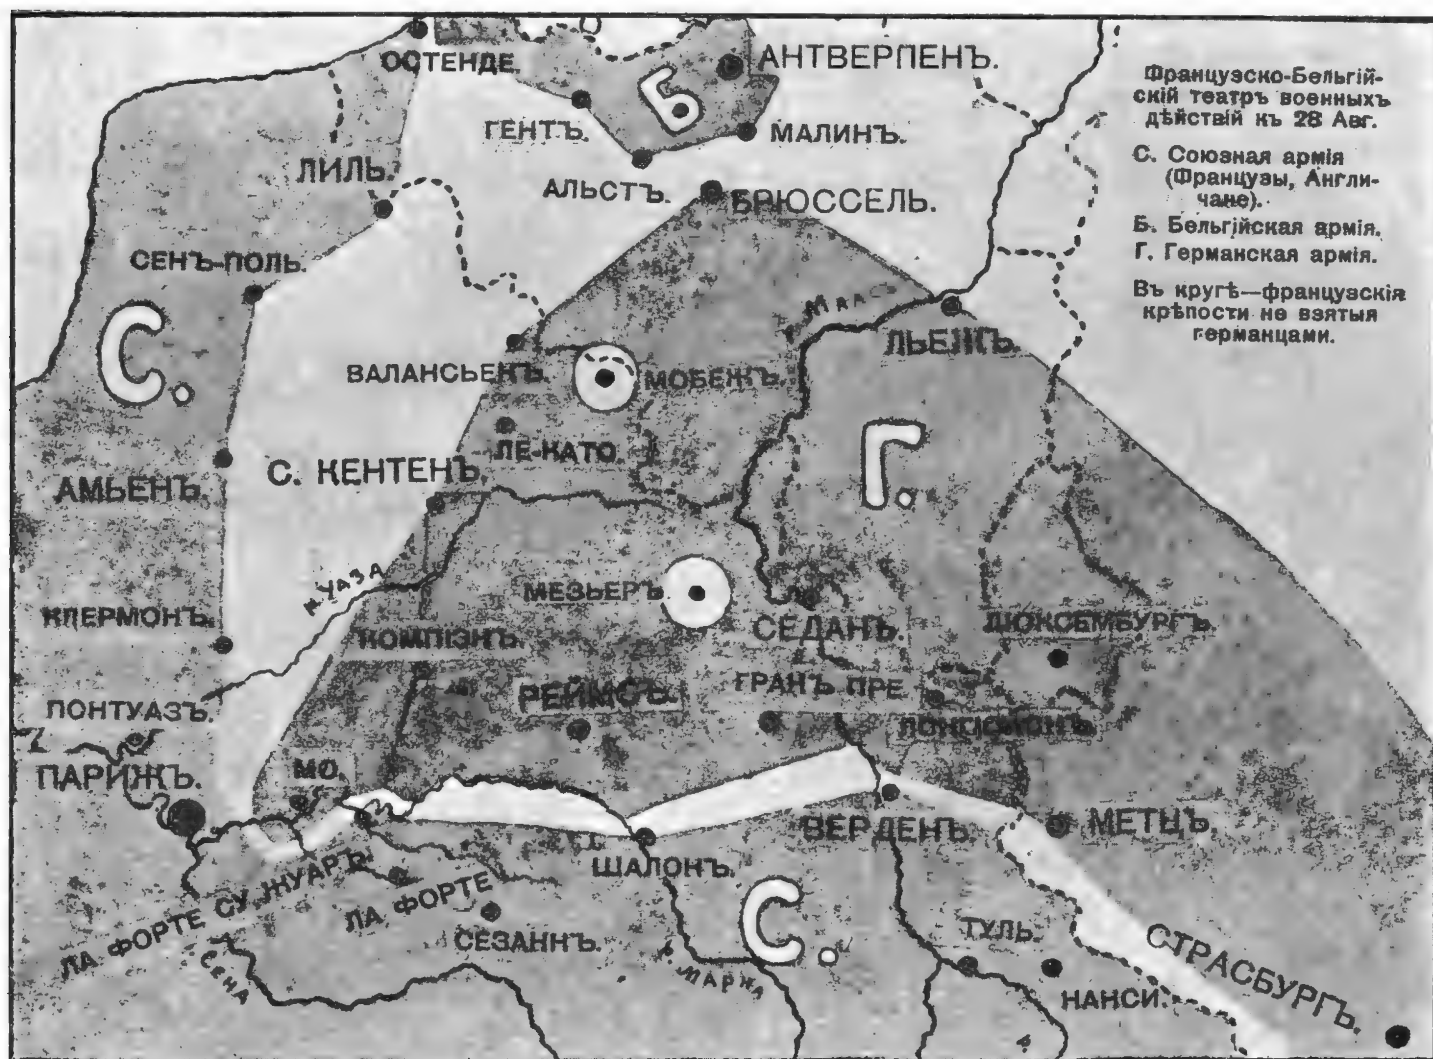 ОСТЕНДЕ.
АНТВЕРПЕНЪ.
Б
ГЕНТЪ.
МАЛИНЪ.
ЛИЛЬ.
АЛЬСТЪ.
БРЮССЕЛЬ.
Французско-Бельгій-
скій театръ военныхъ
дѣйствій къ 28 Авг.
С. Союзная армія
(Французы, Англи-
чане).
Б. Бельгійская армія.
Г. Германская армія.
Въ кругѣ—французскія
крѣпости не взятыя
германцами.
СЕНЪ-ПОЛЬ.
МААСЪ
ЛЬЕЖЪ.
С.
ВАЛАНСЬЕНЪ.
МОБЕЖЪ.
ЛЕ-КАТО.
Г.
АМЬЕНЪ.
С. КЕНТЕНЪ.
Р. УАЗА
МЕЗЬЕРЪ
КЛЕРМОНЪ.
КОМПІЭНЪ.
СЕДАНЪ.
ЛЮКСЕМБУРГЪ.
РЕЙМСЪ.
ГРАНЪ ПРЕ
ЛОНГІОНОНЪ.
ПОНТУАЗЪ.
ПАРИЖЪ.
МО.
ВЕРДЕНЪ.
МЕТЦЪ.
ШАЛОНЪ.
ЛА ФОРТЕ СУ ЖУАРЪ.
ЛА ФОРТЕ
СЕЗАННЪ.
С.
ТУЛЬ.
НАНСИ.
СТРАСБУРГЪ.
СЕНА
Р. МАРНА